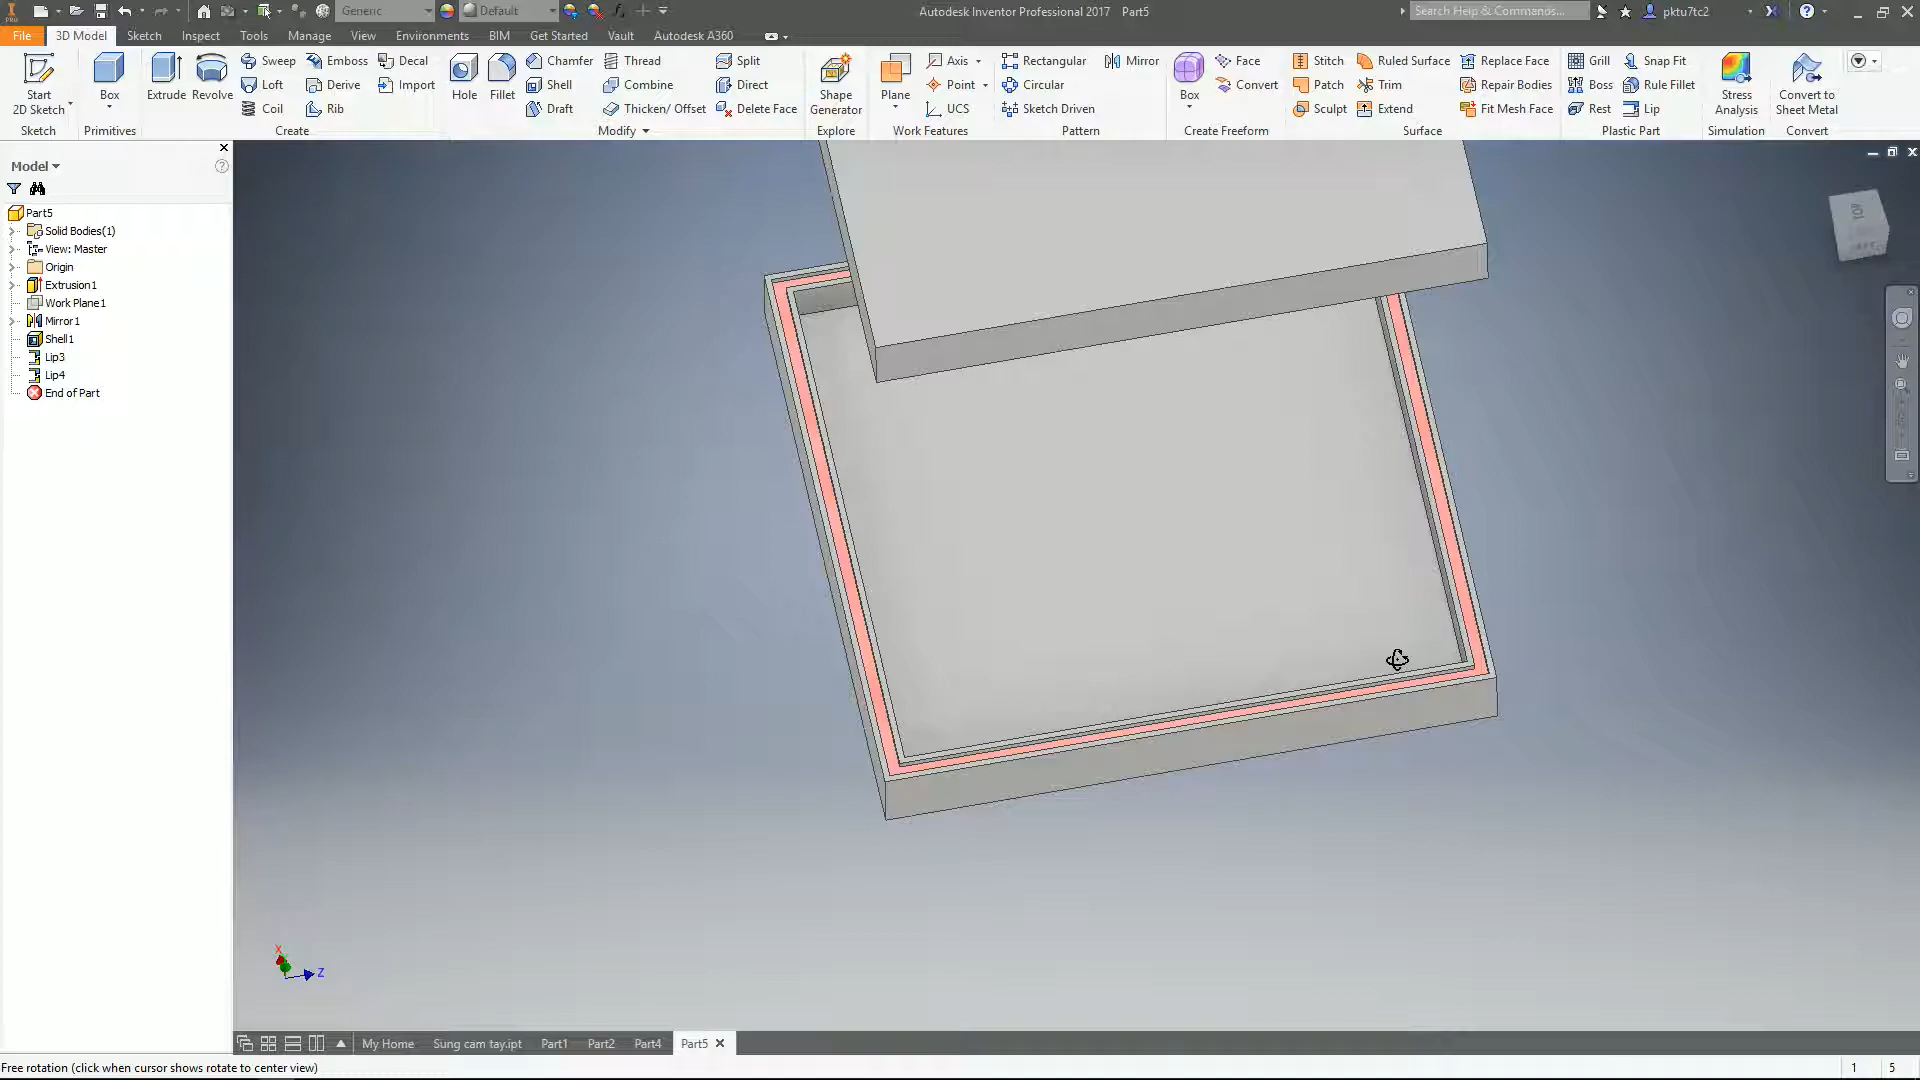 Generic
Default
Autodesk Inventor Professional 2017 Part5
Search Help & Commands...
pktu7tc2
File 3D Model Sketch Inspect Tools Manage View Environments BIM Get Started Vault Autodesk A360
Start 2D Sketch
Sketch
Box
Primitives
Extrude Revolve
Sweep Emboss Decal
Loft Derive Import
Coil Rib
Create
Hole Fillet
Chamfer Thread Split
Shell Combine Direct
Draft Thicken/ Offset Delete Face
Modify
Shape Generator
Explore
Plane
Axis
Point
UCS
Work Features
Rectangular Mirror
Circular
Sketch Driven
Pattern
Box
Face
Convert
Create Freeform
Stitch Ruled Surface Replace Face
Patch Trim Repair Bodies
Sculpt Extend Fit Mesh Face
Surface
Grill Snap Fit
Boss Rule Fillet
Rest Lip
Plastic Part
Stress Analysis
Simulation
Convert to Sheet Metal
Convert
Model
Part5
Solid Bodies(1)
View: Master
Origin
Extrusion1
Work Plane1
Mirror1
Shell1
Lip3
Lip4
End of Part
TOP
X
Z
My Home Sung cam tay.ipt Part1 Part2 Part4 Part5
Free rotation (click when cursor shows rotate to center view)
1 5